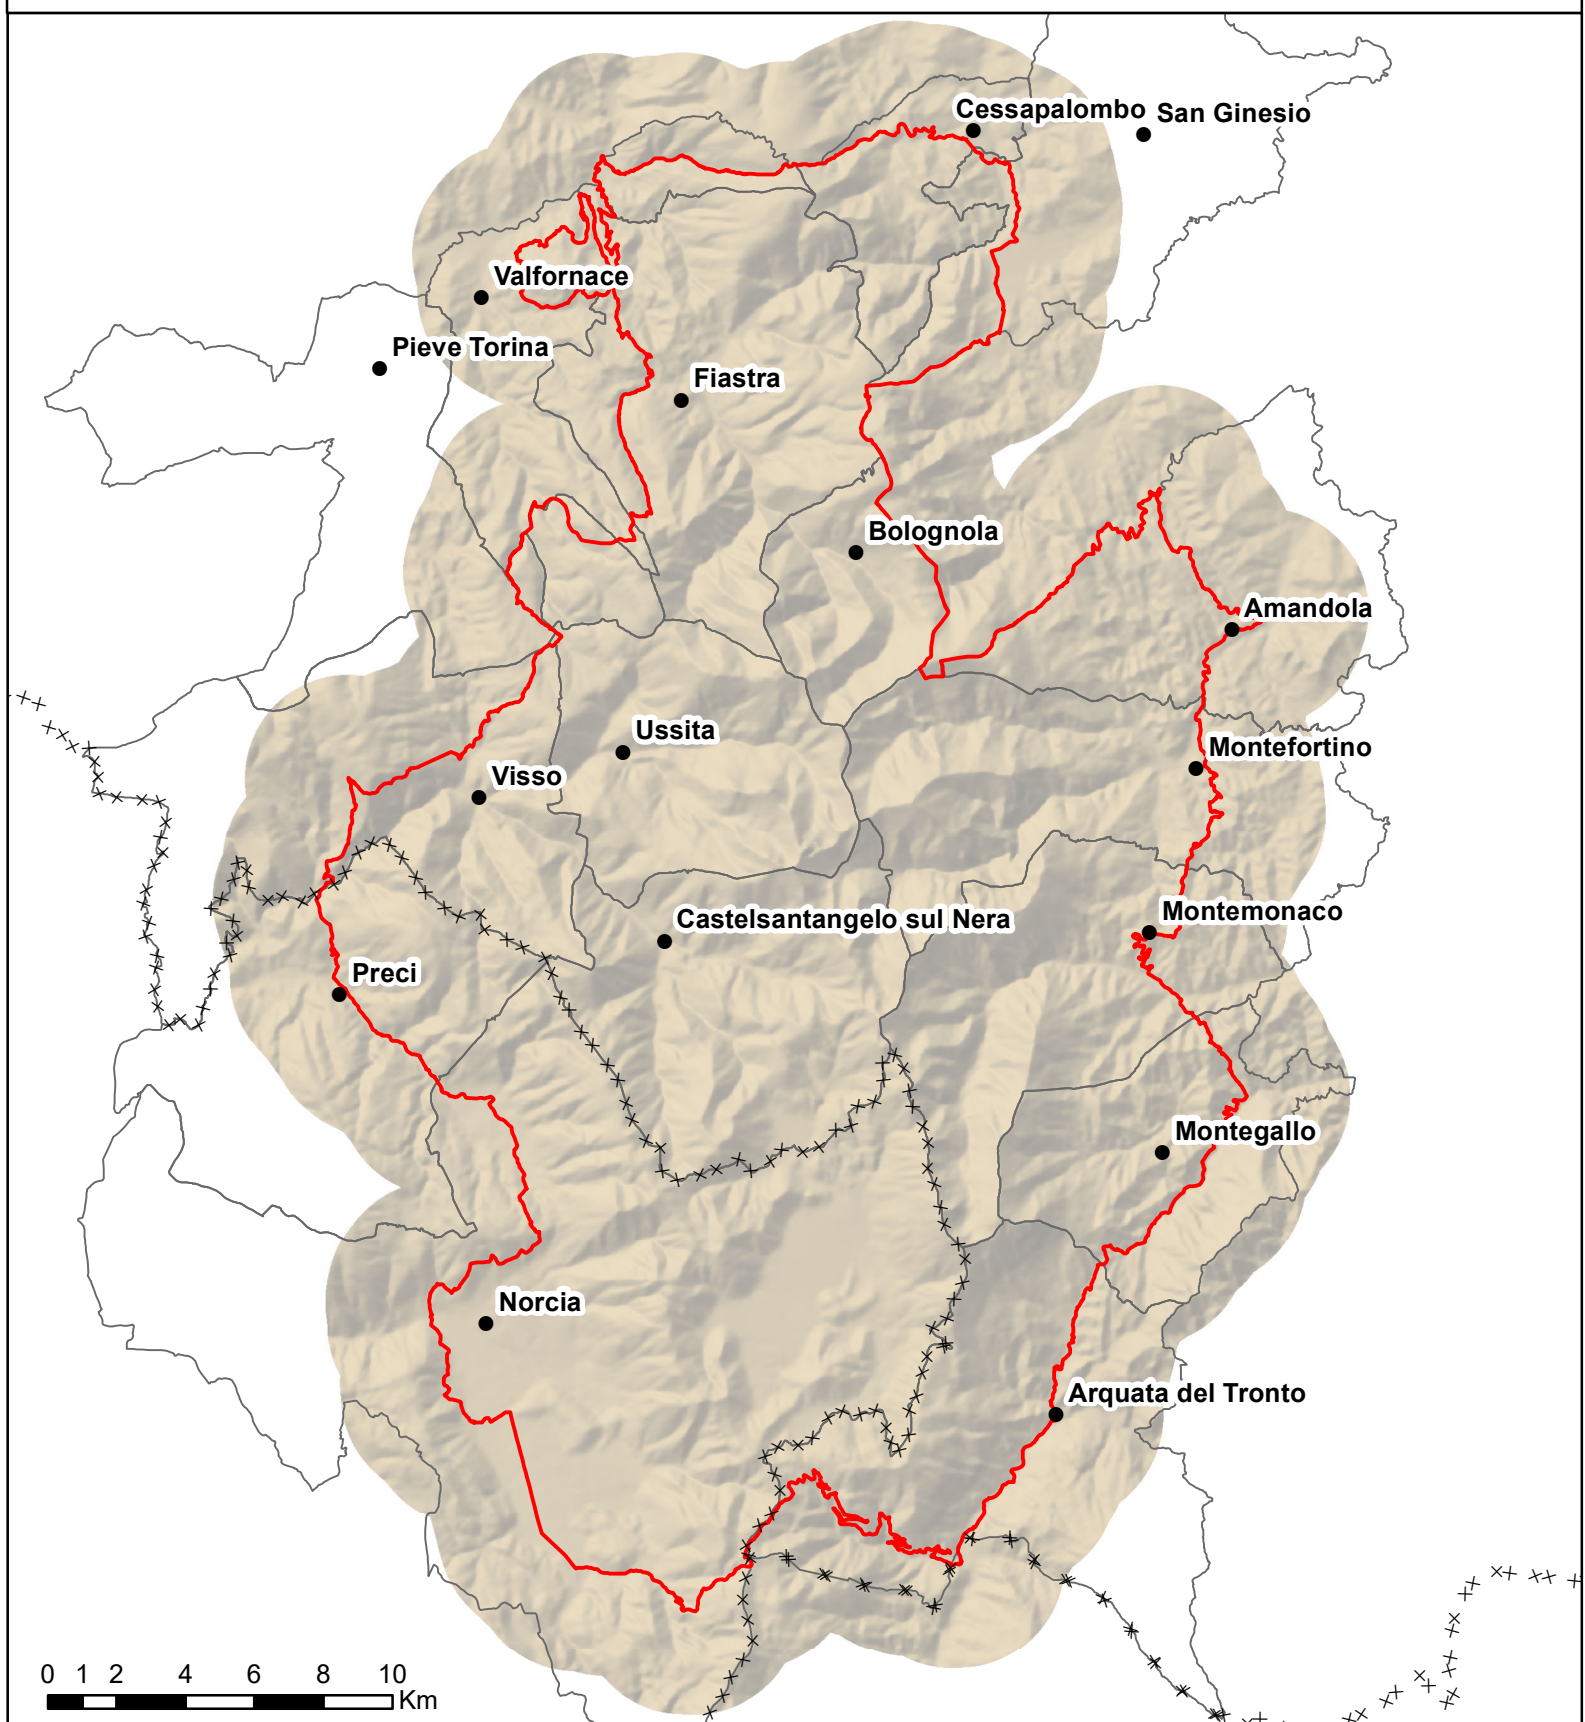 Cessapalombo
San Ginesio
Valfornace
Pieve Torina
Fiastra
Bolognola
Amandola
Ussita
Montefortino
Visso
Montemonaco
Castelsantangelo sul Nera
Preci
Montegallo
Norcia
Arquata del Tronto
0 1 2 4 6 8 10
Km